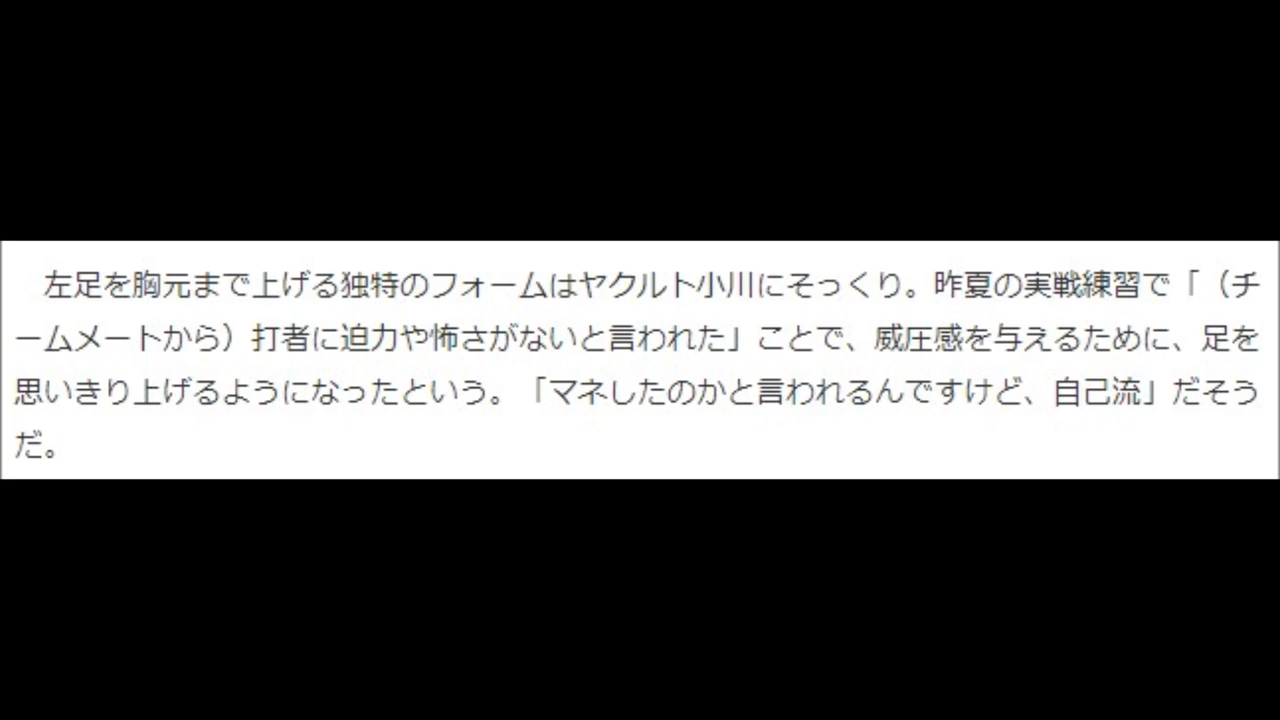 左足を胸元まで上げる独特のフォームはヤクルト小川にそっくり。昨夏の実戦練習で「（チ
ームメートから）打者に迫力や怖さがないと言われた」ことで、威圧感を与えるために、足を
思いきり上げるようになったという。「マネしたのかと言われるんですけど、自己流」だそう
だ。